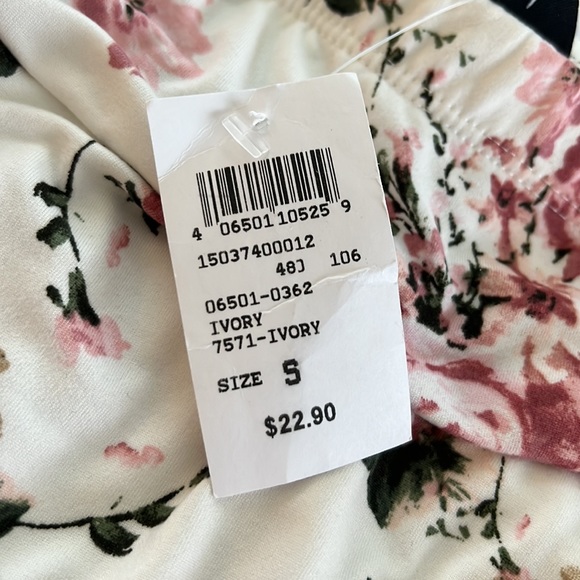 4 06501 10525 9
15037400012
48J 106
06501-0362
IVORY
7571-IVORY
SIZE S
$22.90